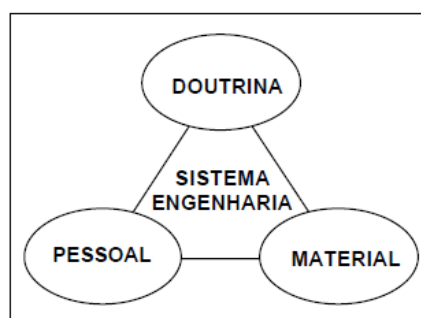 DOUTRINA
SISTEMA
ENGENHARIA
PESSOAL
MATERIAL